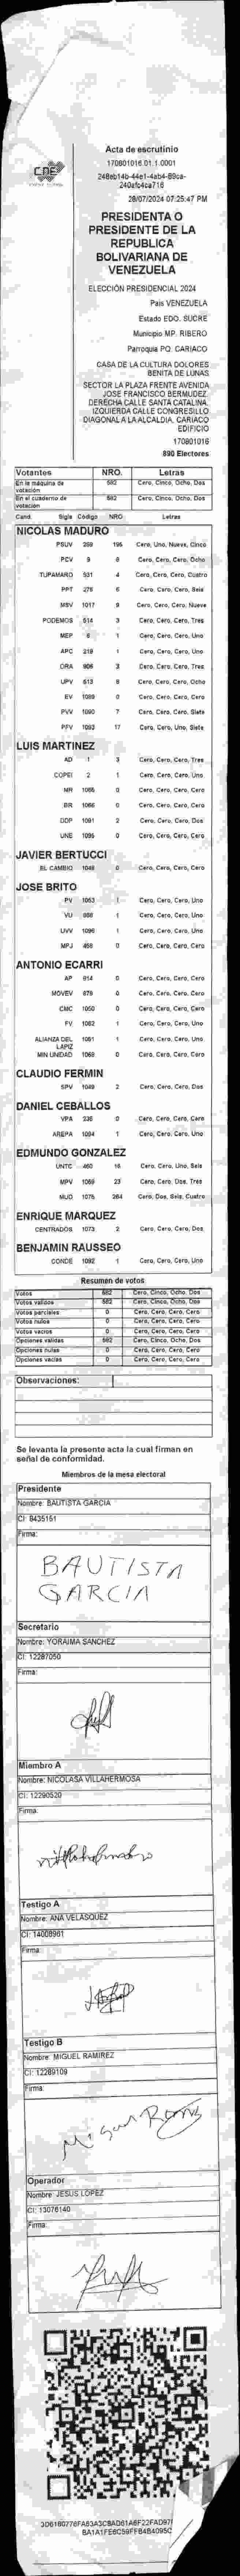 Acta de escrutinio
170801016.01.1.0001
248eb14b-44e1-4ab4-89ca-
240afc4ca716
28/07/2024 07:25:47 PM
PRESIDENTA O
PRESIDENTE DE LA
REPUBLICA
BOLIVARIANA DE
VENEZUELA
ELECCIÓN PRESIDENCIAL 2024
País VENEZUELA
Estado EDO. SUCRE
Municipio MP. RIBERO
Parroquia PQ. CARIACO
CASA DE LA CULTURA DOLORES
BENITA DE LUNAS
SECTOR LA PLAZA FRENTE AVENIDA
JOSE FRANCISCO BERMUDEZ.
DERECHA CALLE SANTA CATALINA.
IZQUIERDA CALLE CONGRESILLO
DIAGONAL A LA ALCALDIA, CARIACO
EDIFICIO
170801016
890 Electores
Votantes NRO. Letras
En la máquina de votación 582 Cero, Cinco, Ocho, Dos
En el cuaderno de votación 582 Cero, Cinco, Ocho, Dos
Cand. Sigla Código NRO Letras
NICOLAS MADURO
PSUV 259 195 Cero, Uno, Nueve, Cinco
PCV 9 8 Cero, Cero, Cero, Ocho
TUPAMARO 531 4 Cero, Cero, Cero, Cuatro
PPT 276 6 Cero, Cero, Cero, Seis
MSV 1017 9 Cero, Cero, Cero, Nueve
PODEMOS 514 3 Cero, Cero, Cero, Tres
MEP 6 1 Cero, Cero, Cero, Uno
APC 219 1 Cero, Cero, Cero, Uno
ORA 906 3 Cero, Cero, Cero, Tres
UPV 613 8 Cero, Cero, Cero, Ocho
EV 1089 0 Cero, Cero, Cero, Cero
PVV 1090 7 Cero, Cero, Cero, Siete
PFV 1093 17 Cero, Cero, Uno, Siete
LUIS MARTINEZ
AD 1 3 Cero, Cero, Cero, Tres
COPEI 2 1 Cero, Cero, Cero, Uno
MR 1065 0 Cero, Cero, Cero, Cero
BR 1066 0 Cero, Cero, Cero, Cero
DDP 1091 2 Cero, Cero, Cero, Dos
UNE 1095 0 Cero, Cero, Cero, Cero
JAVIER BERTUCCI
EL CAMBIO 1048 0 Cero, Cero, Cero, Cero
JOSE BRITO
PV 1063 1 Cero, Cero, Cero, Uno
VU 988 1 Cero, Cero, Cero, Uno
UVV 1096 1 Cero, Cero, Cero, Uno
MPJ 458 0 Cero, Cero, Cero, Cero
ANTONIO ECARRI
AP 914 0 Cero, Cero, Cero, Cero
MOVEV 979 0 Cero, Cero, Cero, Cero
CMC 1050 0 Cero, Cero, Cero, Cero
FV 1082 1 Cero, Cero, Cero, Uno
ALIANZA DEL LAPIZ 1081 1 Cero, Cero, Cero, Uno
MIN UNIDAD 1069 0 Cero, Cero, Cero, Cero
CLAUDIO FERMIN
SPV 1049 2 Cero, Cero, Cero, Dos
DANIEL CEBALLOS
VPA 236 0 Cero, Cero, Cero, Cero
AREPA 1094 1 Cero, Cero, Cero, Uno
EDMUNDO GONZALEZ
UNTC 460 16 Cero, Cero, Uno, Seis
MPV 1069 23 Cero, Cero, Dos, Tres
MUD 1075 264 Cero, Dos, Seis, Cuatro
ENRIQUE MARQUEZ
CENTRADOS 1073 2 Cero, Cero, Cero, Dos
BENJAMIN RAUSSEO
CONDE 1092 1 Cero, Cero, Cero, Uno
Resumen de votos
Votos 582 Cero, Cinco, Ocho, Dos
Votos validos 582 Cero, Cinco, Ocho, Dos
Votos parciales 0 Cero, Cero, Cero, Cero
Votos nulos 0 Cero, Cero, Cero, Cero
Votos vacios 0 Cero, Cero, Cero, Cero
Opciones validas 582 Cero, Cinco, Ocho, Dos
Opciones nulas 0 Cero, Cero, Cero, Cero
Opciones vacías 0 Cero, Cero, Cero, Cero
Observaciones:
Se levanta la presente acta la cual firman en
señal de conformidad.
Miembros de la mesa electoral
Presidente
Nombre: BAUTISTA GARCIA
CI: 8435161
Firma:
BAUTISTA
GARCIA
Secretario
Nombre: YORAIMA SANCHEZ
CI: 12287050
Firma:
Miembro A
Nombre: NICOLASA VILLAHERMOSA
CI: 12290520
Firma:
Testigo A
Nombre: ANA VELASQUEZ
CI: 14008961
Firma:
Testigo B
Nombre: MIGUEL RAMIREZ
CI: 12289109
Firma:
Operador
Nombre: JESUS LOPEZ
CI: 13076140
Firma: